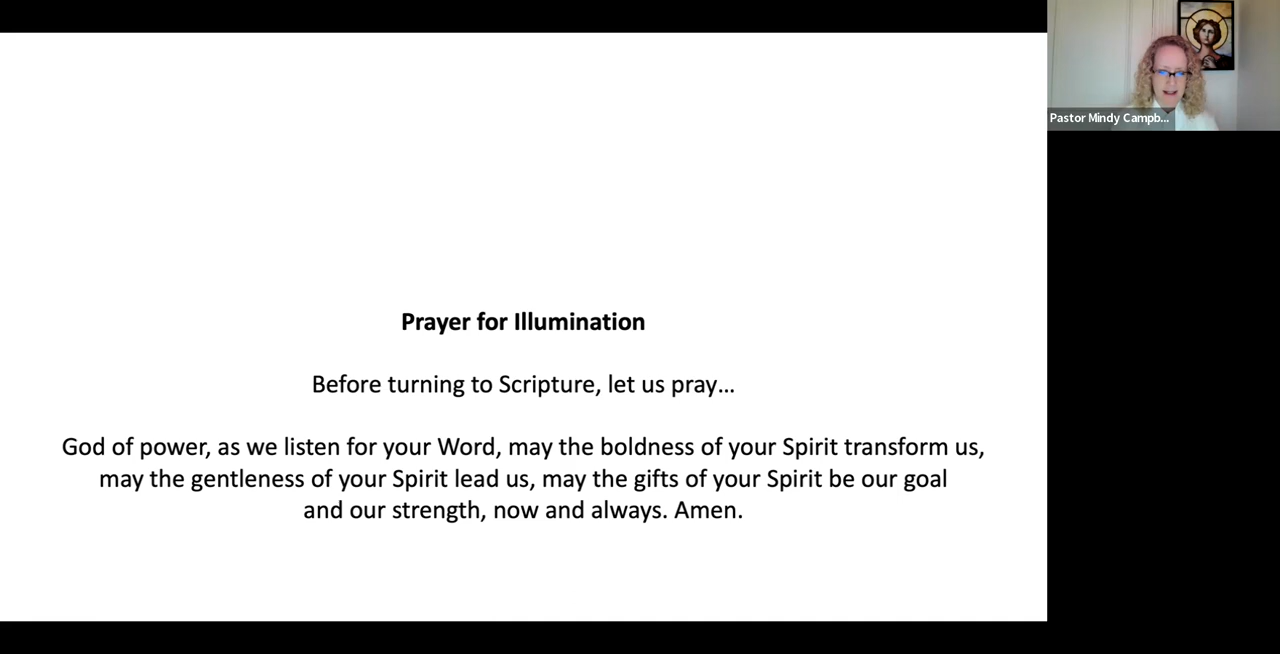 Pastor Mindy Campb...
Prayer for Illumination
Before turning to Scripture, let us pray...
God of power, as we listen for your Word, may the boldness of your Spirit transform us,
may the gentleness of your Spirit lead us, may the gifts of your Spirit be our goal
and our strength, now and always. Amen.